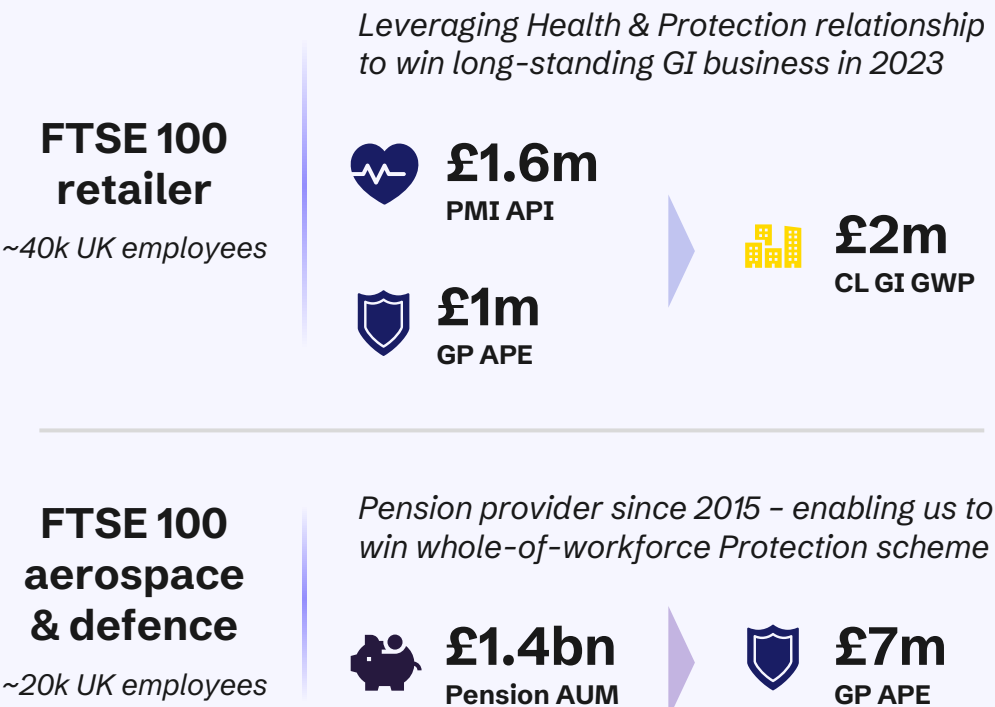 Leveraging Health & Protection relationship
to win long-standing GI business in 2023
FTSE 100
retailer
~40k UK employees
£1.6m
PMI API
£1m
GP APE
£2m
CL GI GWP
Pension provider since 2015 – enabling us to
win whole-of-workforce Protection scheme
FTSE 100
aerospace
& defence
~20k UK employees
£1.4bn
Pension AUM
£7m
GP APE